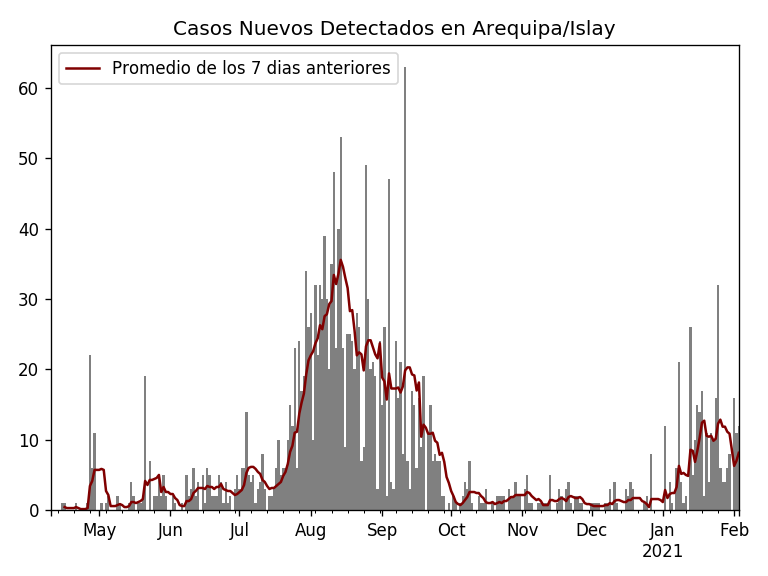 Casos Nuevos Detectados en Arequipa/Islay
Promedio de los 7 dias anteriores
60
50
40
30
20
10
0
May Jun Jul Aug Sep Oct Nov Dec Jan Feb
2021